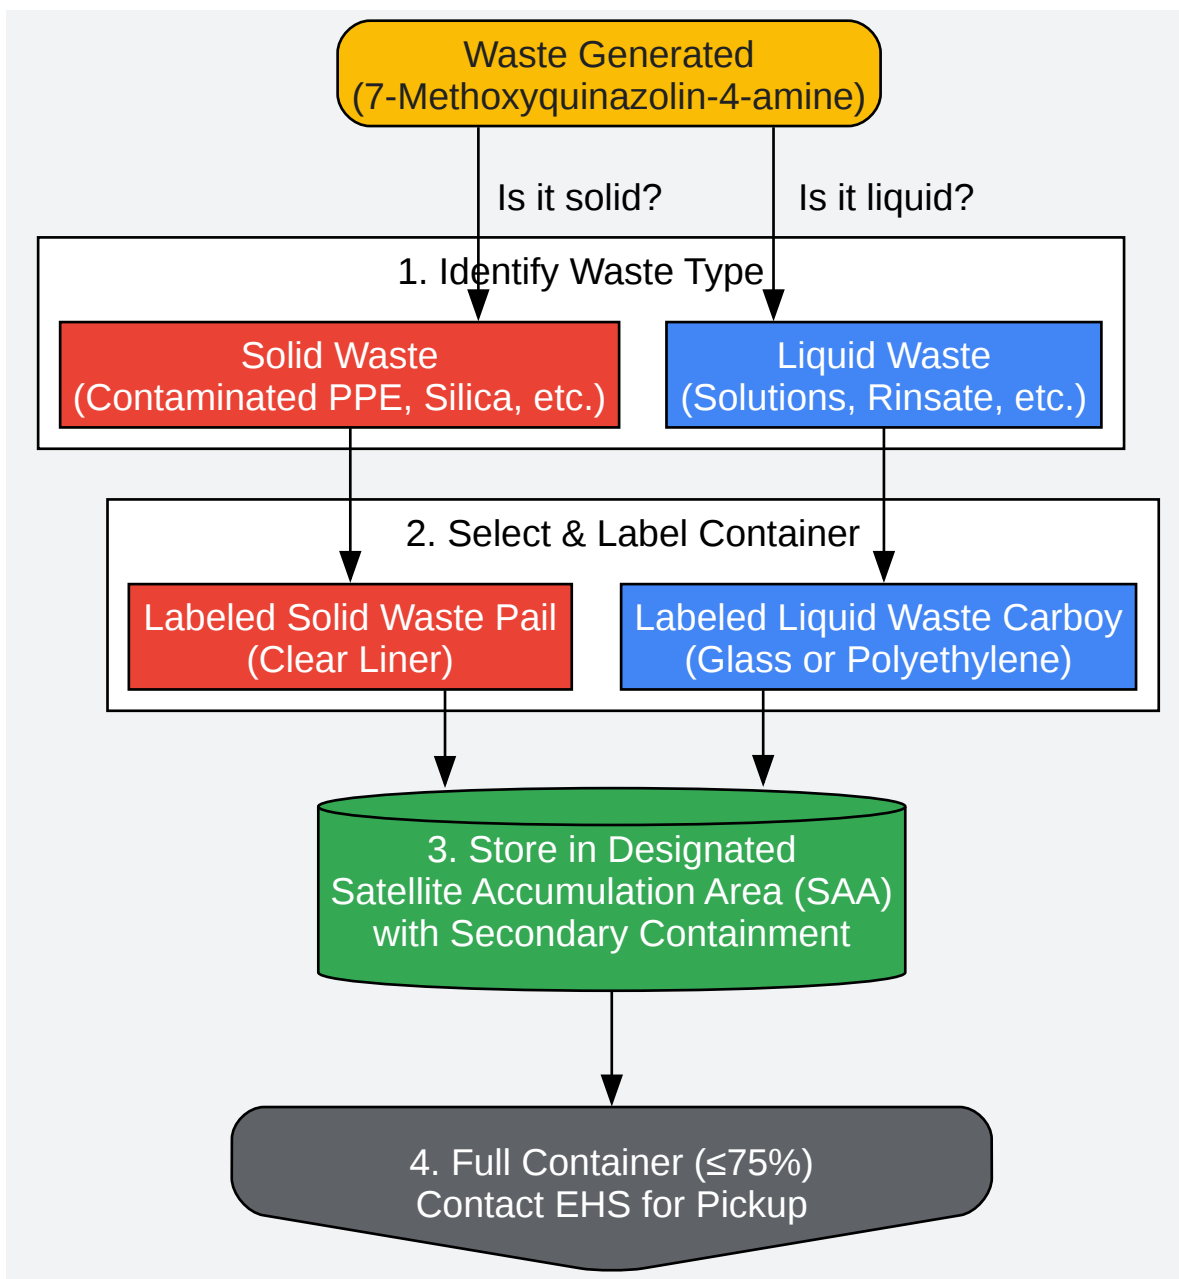 Waste Generated
(7-Methoxyquinazolin-4-amine)
Is it solid?
Is it liquid?
1. Identify Waste Type
Solid Waste
(Contaminated PPE, Silica, etc.)
Liquid Waste
(Solutions, Rinsate, etc.)
2. Select & Label Container
Labeled Solid Waste Pail
(Clear Liner)
Labeled Liquid Waste Carboy
(Glass or Polyethylene)
3. Store in Designated
Satellite Accumulation Area (SAA)
with Secondary Containment
4. Full Container (≤75%)
Contact EHS for Pickup